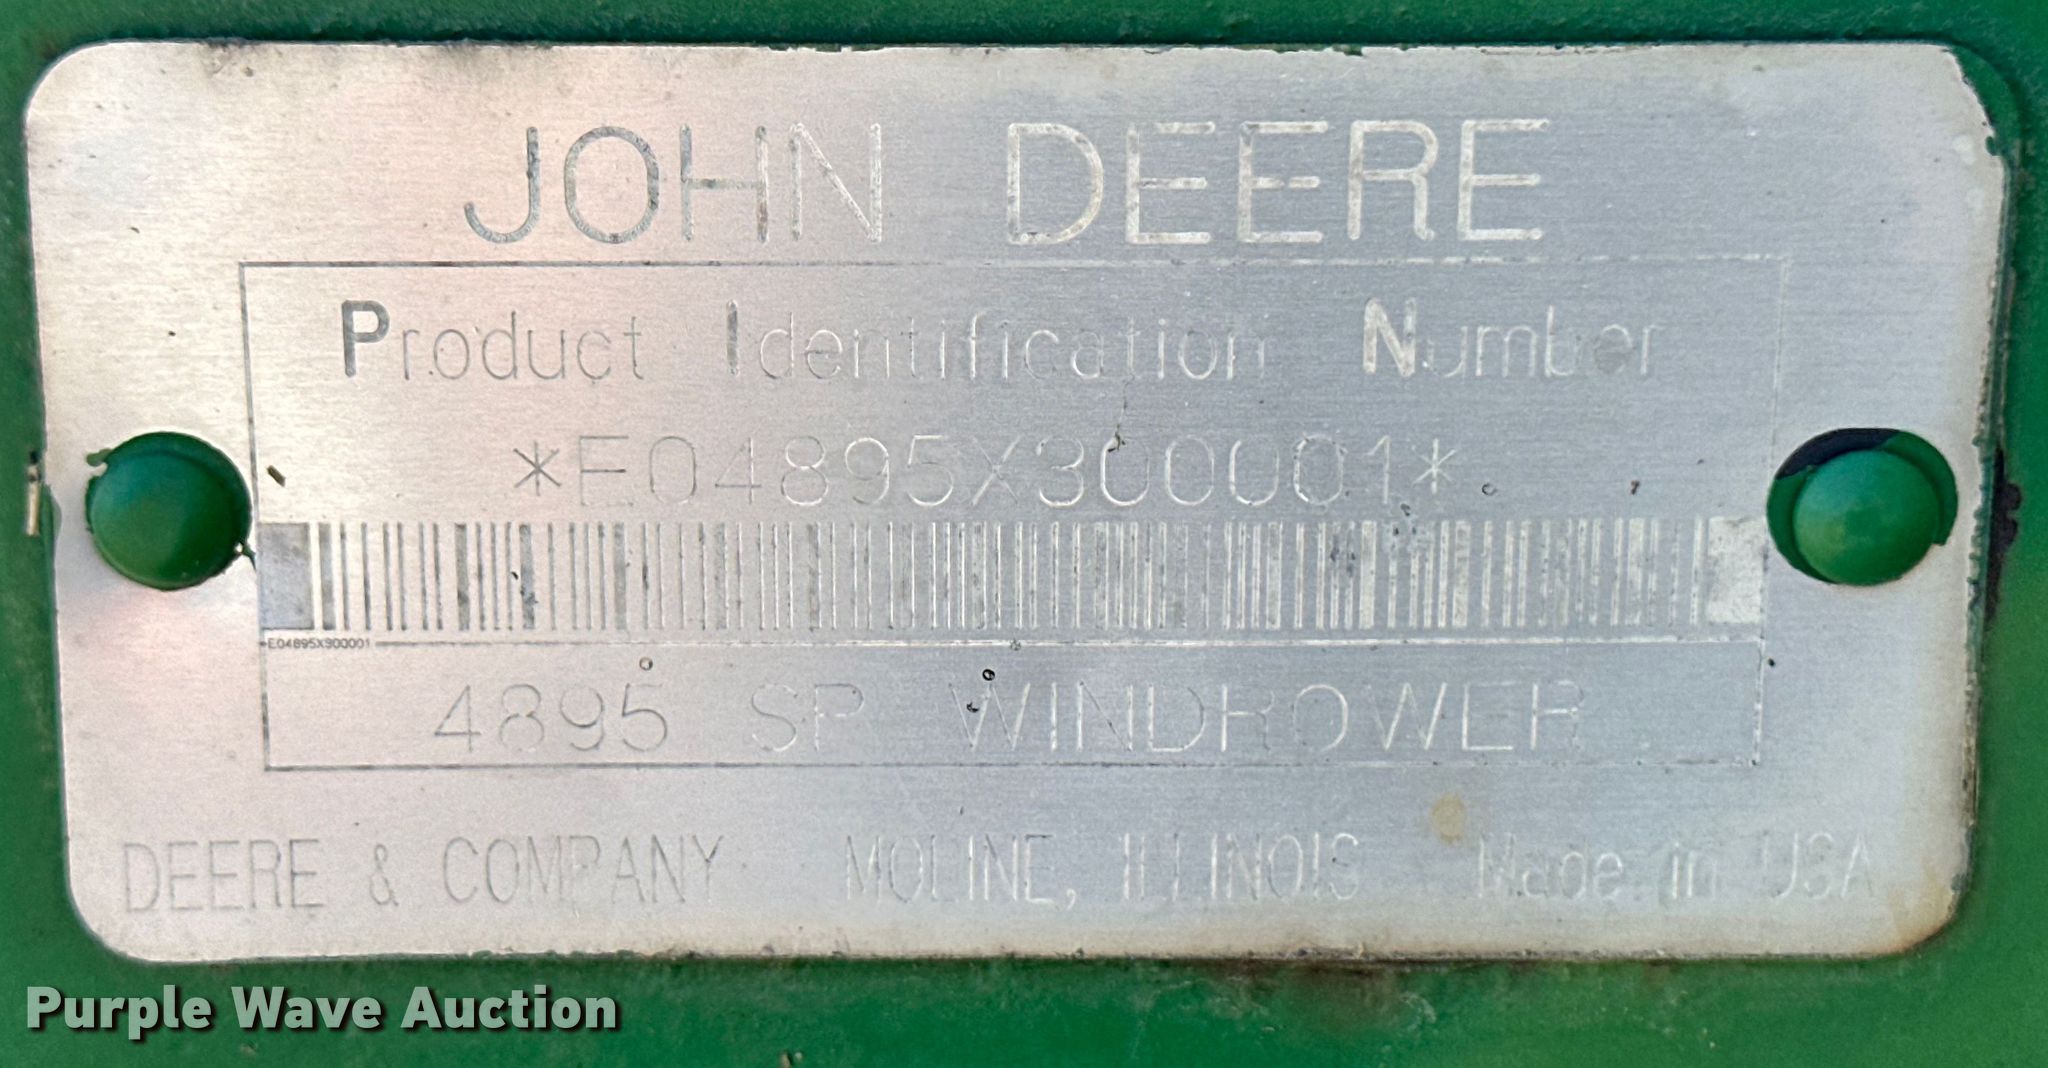 JOHN DEERE
Product Identification Number
*E04895X300001*
E04895X300001
4895 SP WINDROWER
DEERE & COMPANY MOLINE, ILLINOIS Made in USA
Purple Wave Auction